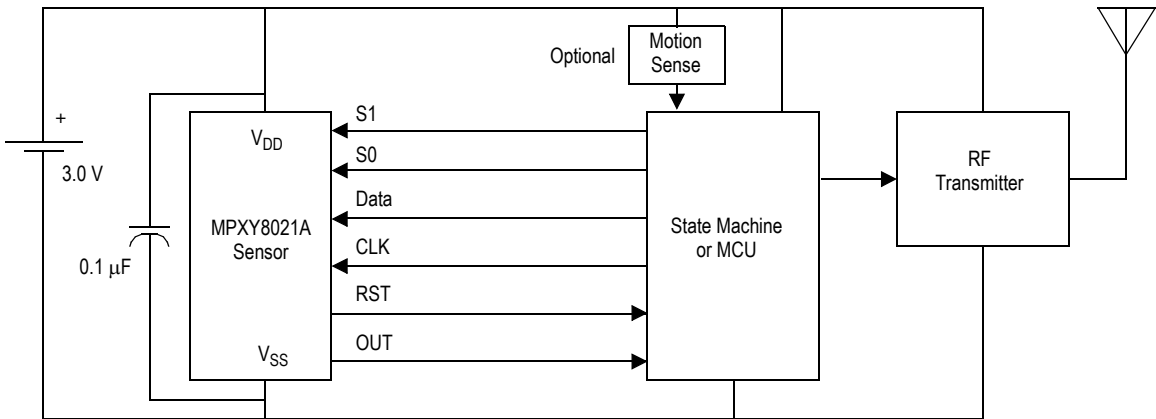 Optional
Motion
Sense
+
3.0 V
0.1 μF
V_DD
MPXY8021A
Sensor
V_SS
S1
S0
Data
CLK
RST
OUT
State Machine
or MCU
RF
Transmitter